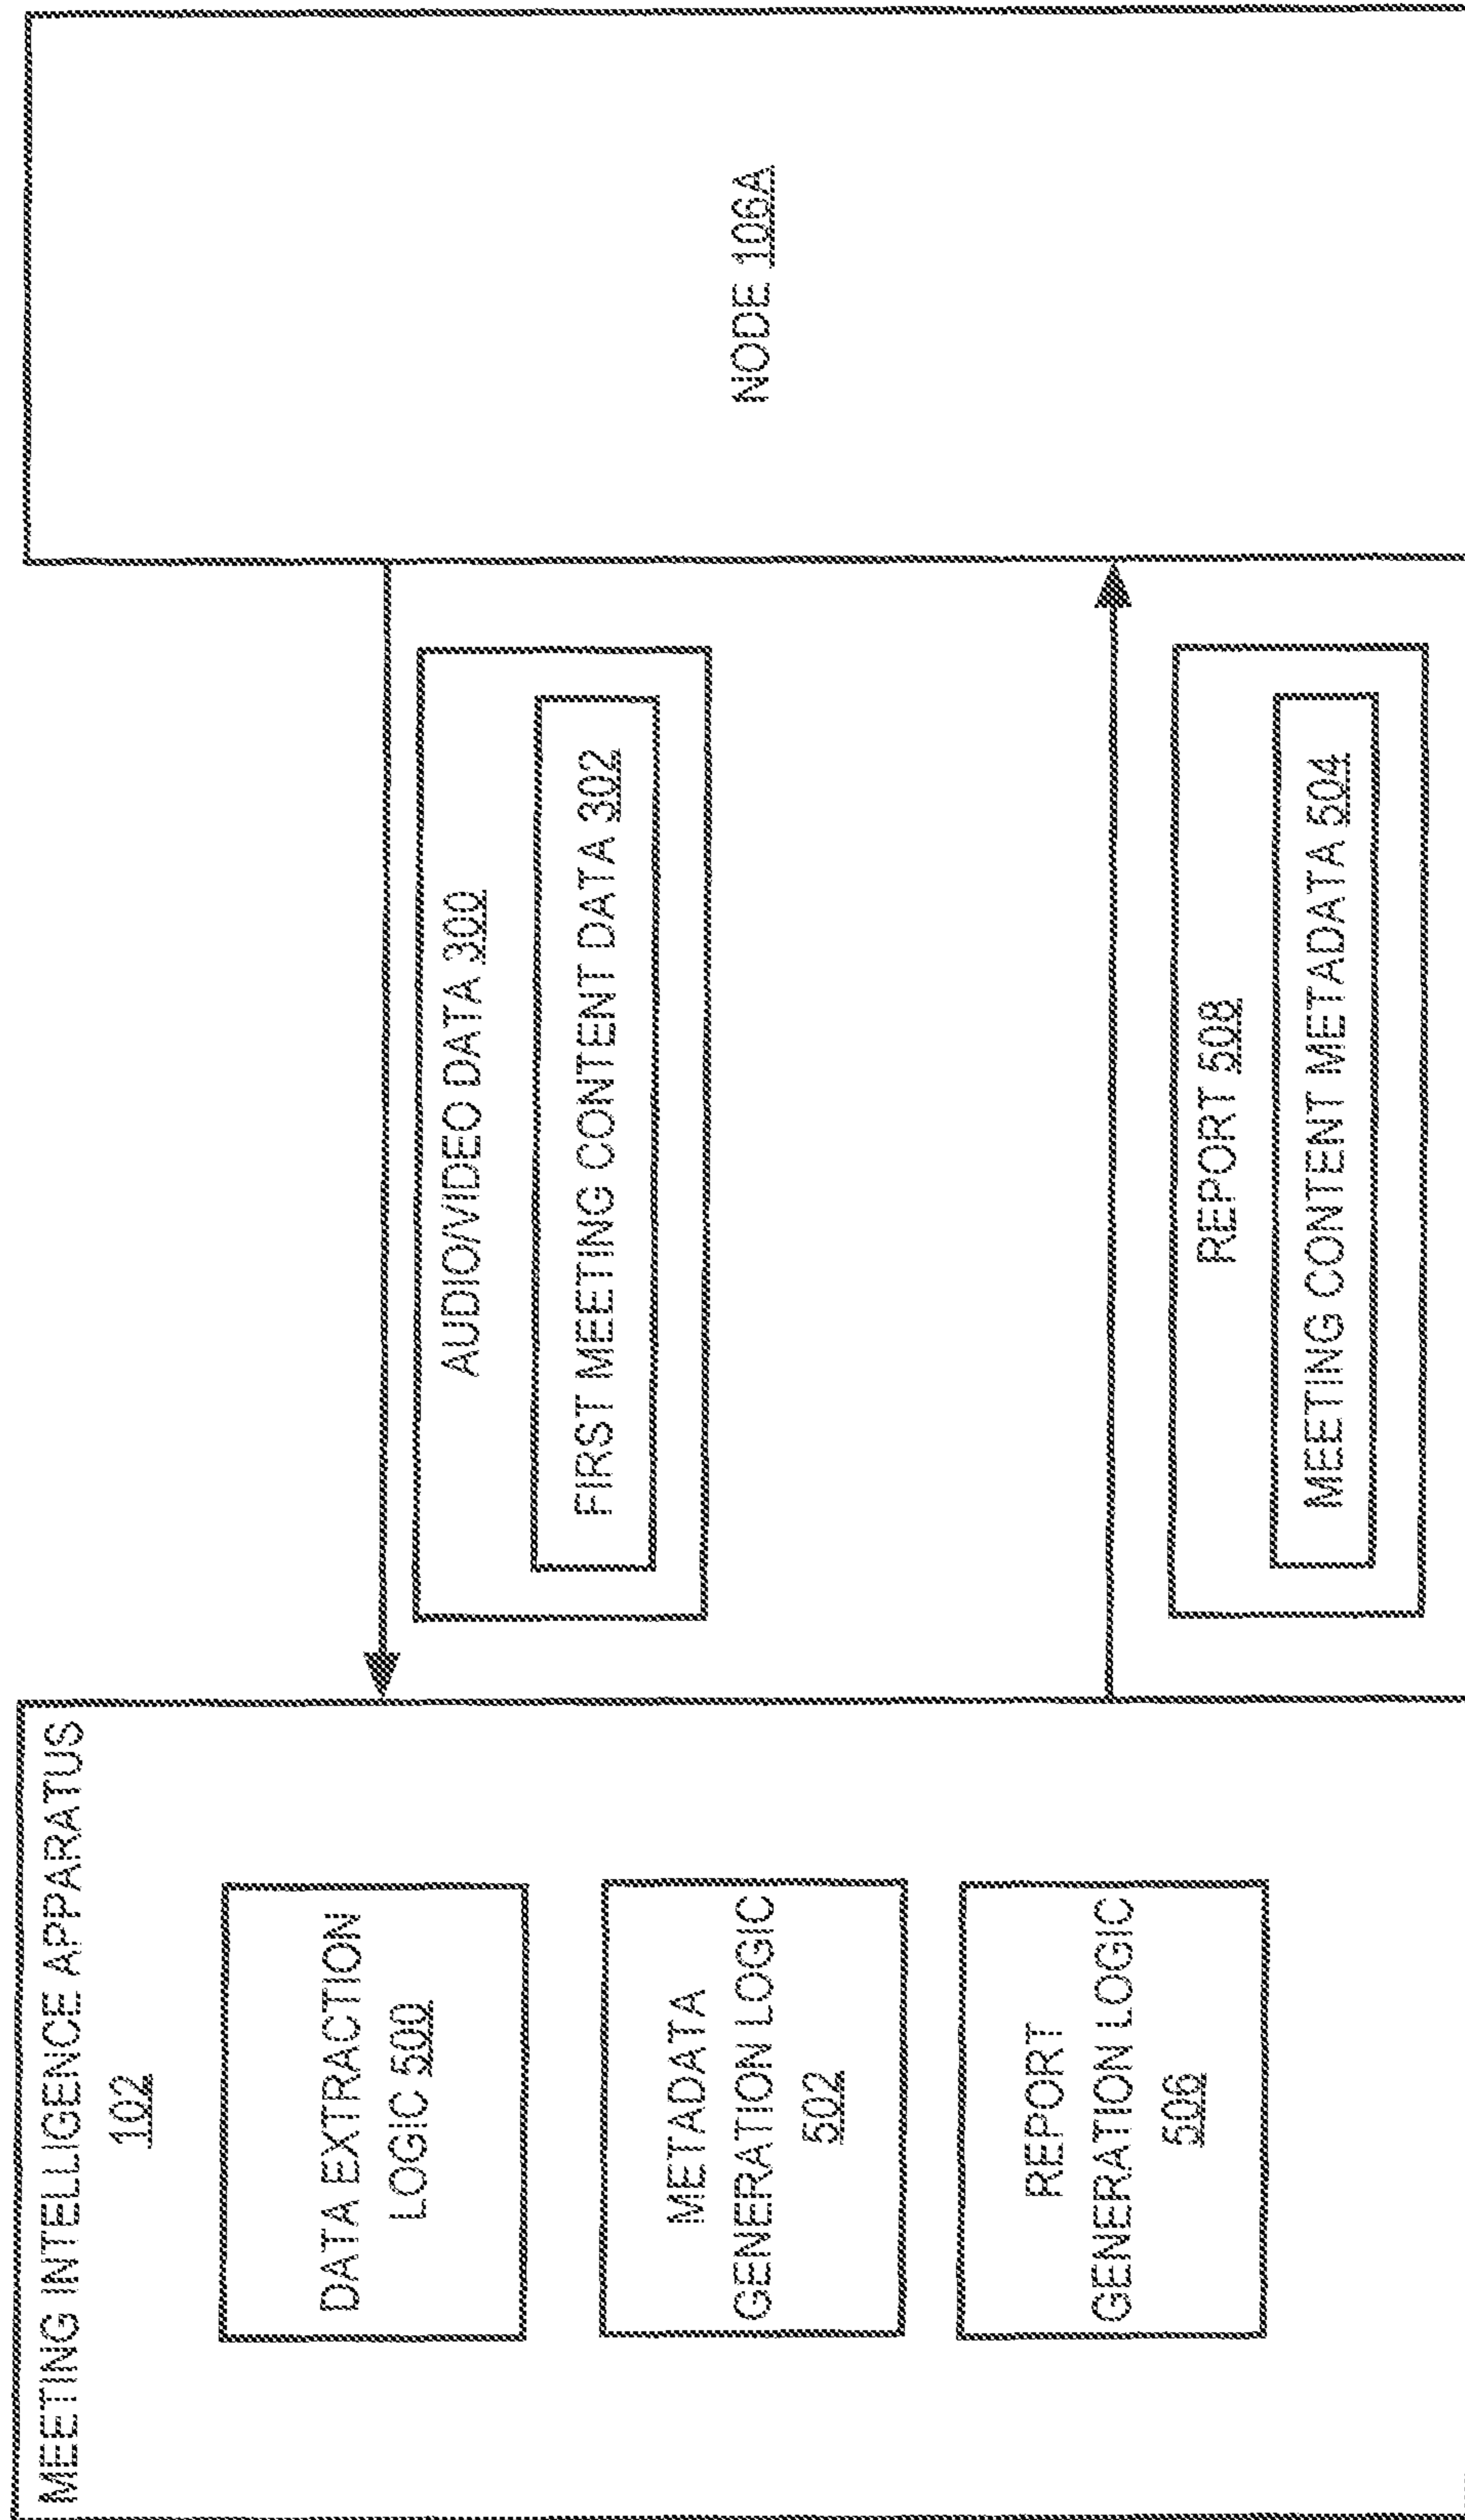 MEETING INTELLIGENCE APPARATUS
102
DATA EXTRACTION
LOGIC 500
METADATA
GENERATION LOGIC
502
REPORT
GENERATION LOGIC
506
AUDIO/VIDEO DATA 300
FIRST MEETING CONTENT DATA 302
REPORT 508
MEETING CONTENT METADATA 504
NODE 106A